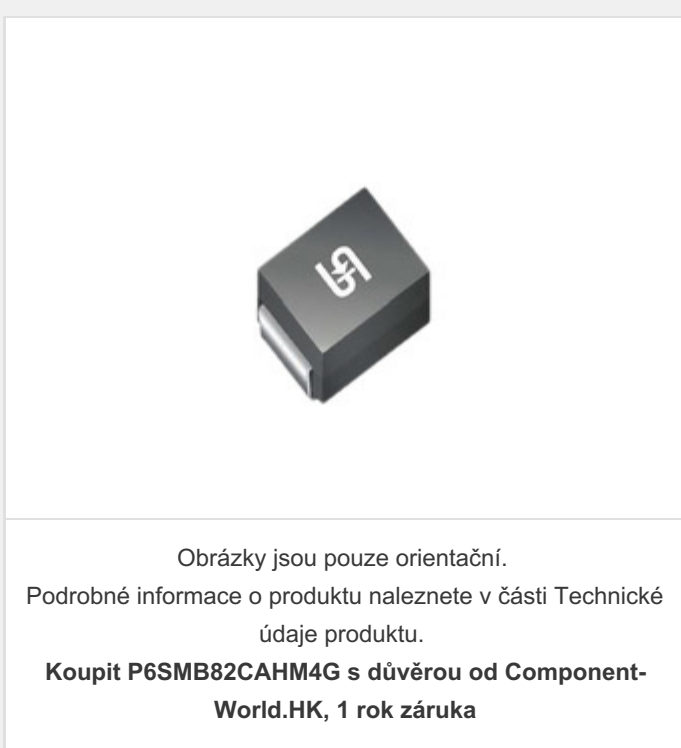 Obrázky jsou pouze orientační.
Podrobné informace o produktu naleznete v části Technické
údaje produktu.
Koupit P6SMB82CAHM4G s důvěrou od Component-
World.HK, 1 rok záruka